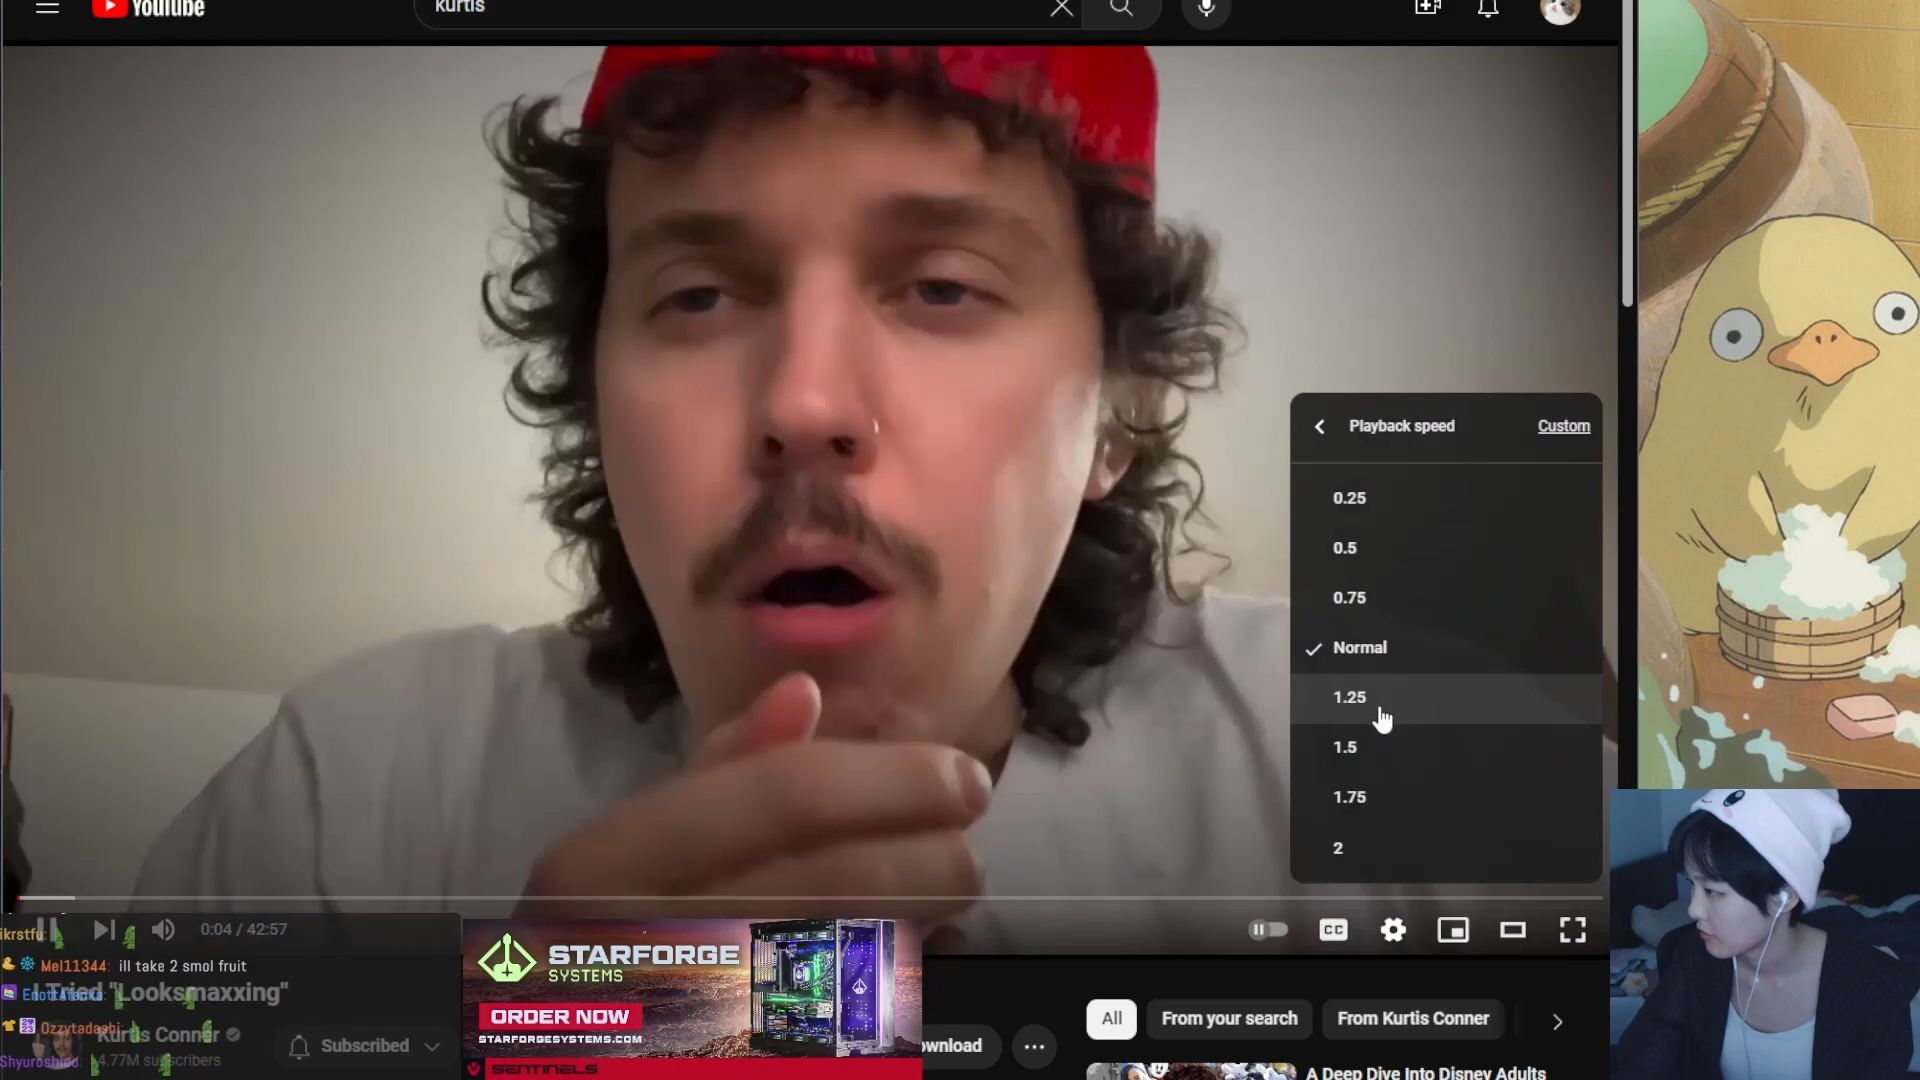 YouTube
kurtis
Playback speed
Custom
0.25
0.5
0.75
Normal
1.25
1.5
1.75
2
0:04 / 42:57
CC
ikrstfu:
Mel11344: ill take 2 smol fruit
I Tried "Looksmaxxing"
Ozzytadashi:
Kurtis Conner
4.77M subscribers
Subscribed
STARFORGE
SYSTEMS
ORDER NOW
STARFORGESYSTEMS.COM
SENTINELS
wnload
All
From your search
From Kurtis Conner
A Deep Dive Into Disney Adults